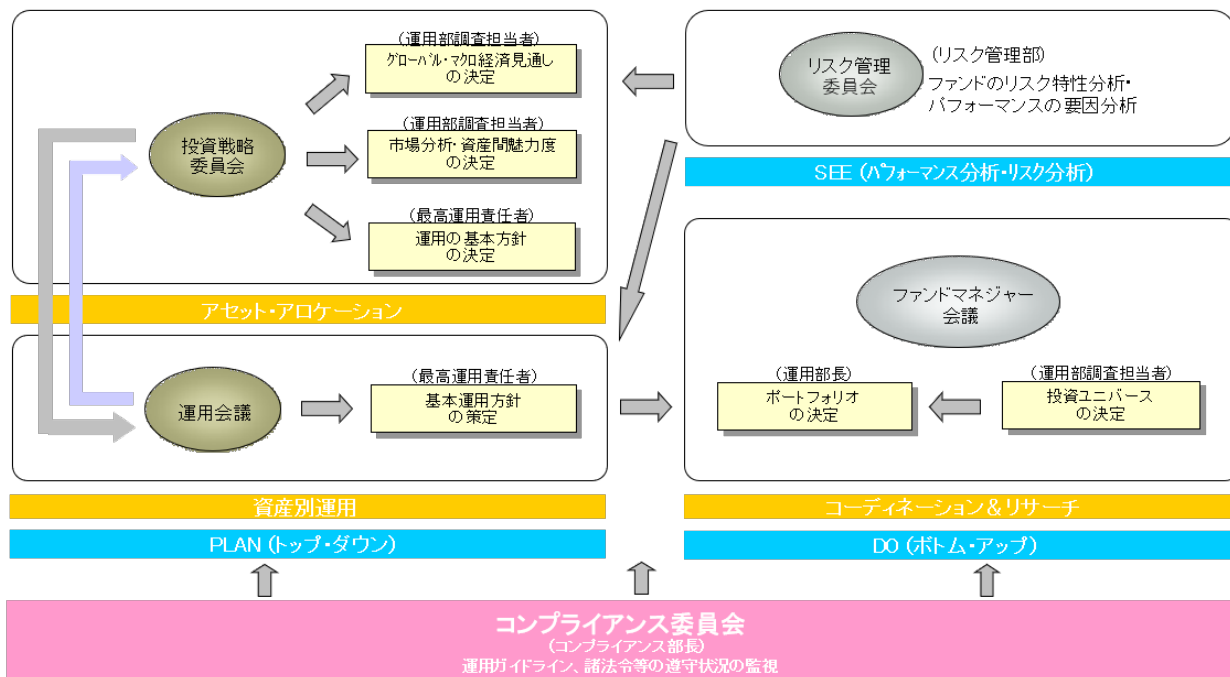 (運用部調査担当者)
グローバル・マクロ経済見通し
の決定
投資戦略
委員会
(運用部調査担当者)
市場分析・資産間魅力度
の決定
(最高運用責任者)
運用の基本方針
の決定
アセット・アロケーション
リスク管理
委員会
(リスク管理部)
ファンドのリスク特性分析・
パフォーマンスの要因分析
SEE (パフォーマンス分析・リスク分析)
運用会議
(最高運用責任者)
基本運用方針
の策定
資産別運用
PLAN (トップ・ダウン)
ファンドマネジャー
会議
(運用部長)
ポートフォリオ
の決定
(運用部調査担当者)
投資ユニバース
の決定
コーディネーション&リサーチ
DO (ボトム・アップ)
コンプライアンス委員会
(コンプライアンス部長)
運用ガイドライン、諸法令等の遵守状況の監視